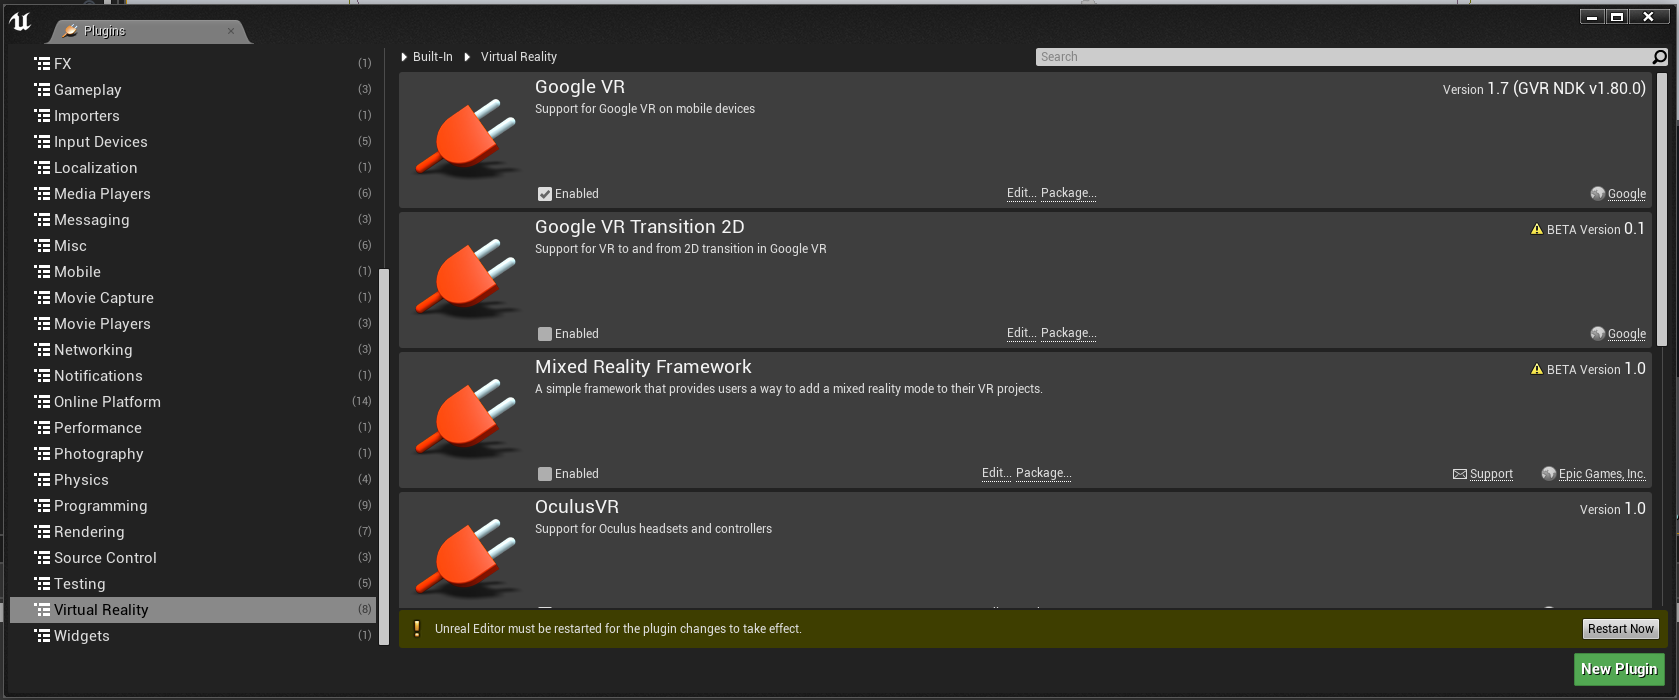 Plugins
FX (1)
Gameplay (3)
Importers (1)
Input Devices (5)
Localization (1)
Media Players (6)
Messaging (3)
Misc (6)
Mobile (1)
Movie Capture (1)
Movie Players (3)
Networking (3)
Notifications (1)
Online Platform (14)
Performance (1)
Photography (1)
Physics (4)
Programming (9)
Rendering (7)
Source Control (3)
Testing (5)
Virtual Reality (8)
Widgets (1)
Built-In Virtual Reality
Search
Google VR Version 1.7 (GVR NDK v1.80.0)
Support for Google VR on mobile devices
Enabled Edit... Package... Google
Google VR Transition 2D BETA Version 0.1
Support for VR to and from 2D transition in Google VR
Enabled Edit... Package... Google
Mixed Reality Framework BETA Version 1.0
A simple framework that provides users a way to add a mixed reality mode to their VR projects.
Enabled Edit... Package... Support Epic Games, Inc.
OculusVR Version 1.0
Support for Oculus headsets and controllers
Unreal Editor must be restarted for the plugin changes to take effect. Restart Now
New Plugin